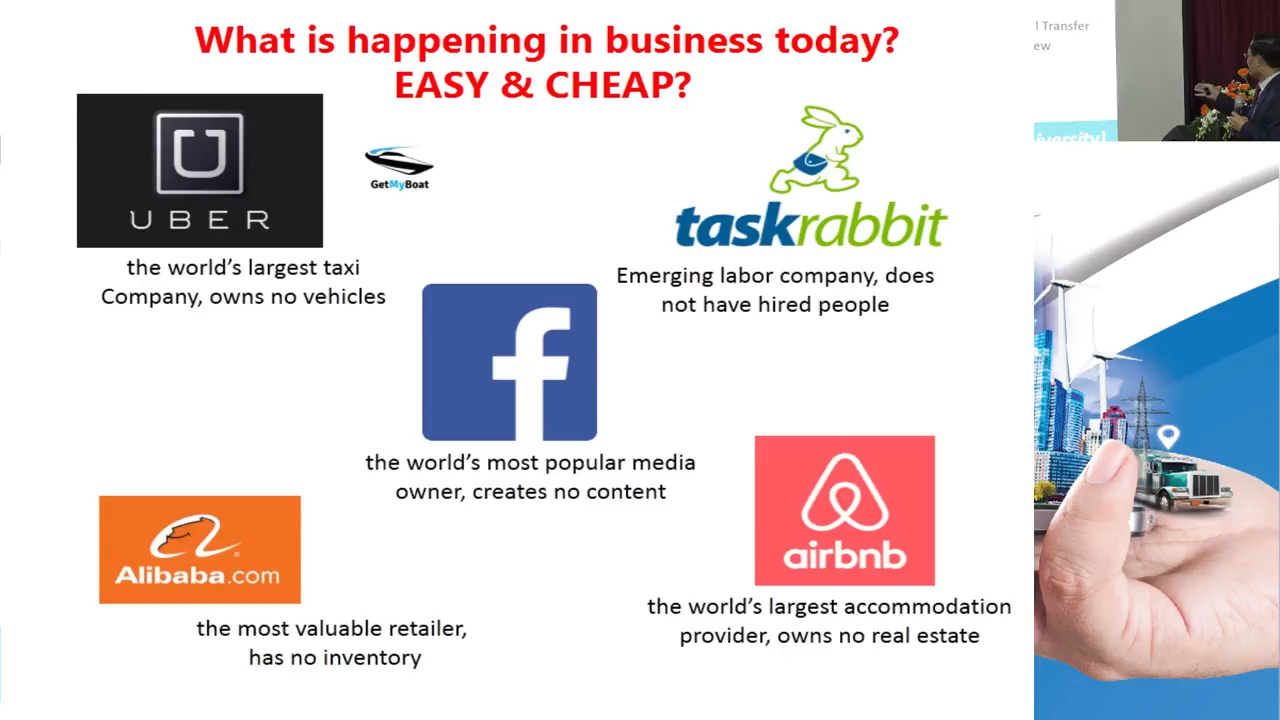 What is happening in business today?
EASY & CHEAP?
UBER
the world's largest taxi
Company, owns no vehicles
GetMyBoat
taskrabbit
Emerging labor company, does
not have hired people
f
the world's most popular media
owner, creates no content
Alibaba.com
the most valuable retailer,
has no inventory
airbnb
the world's largest accommodation
provider, owns no real estate
Transfer